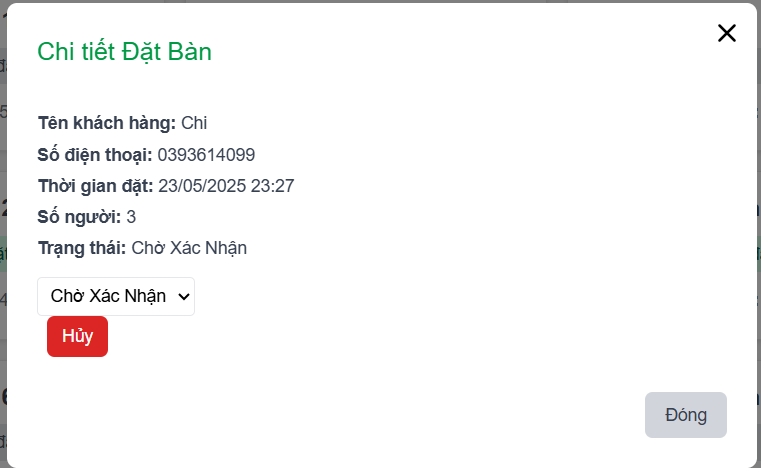 Chi tiết Đặt Bàn
Tên khách hàng: Chi
Số điện thoại: 0393614099
Thời gian đặt: 23/05/2025 23:27
Số người: 3
Trạng thái: Chờ Xác Nhận
Chờ Xác Nhận
Hủy
Đóng